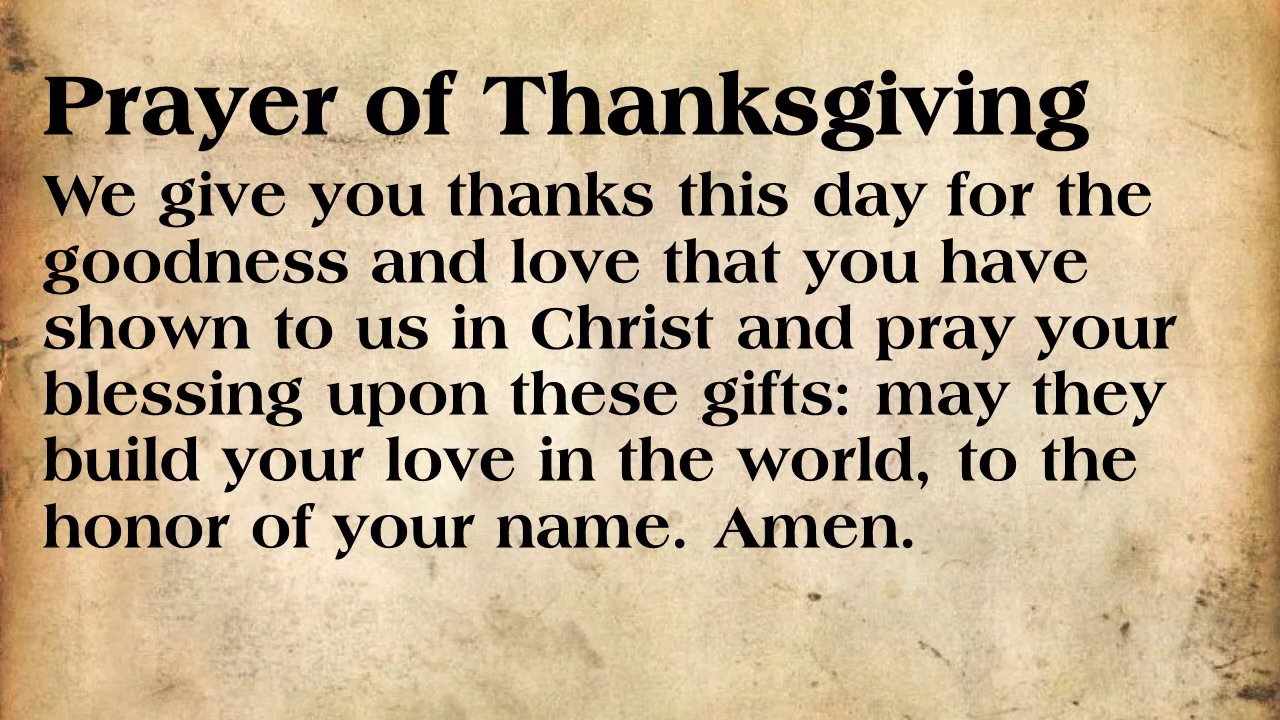 Prayer of Thanksgiving
We give you thanks this day for the
goodness and love that you have
shown to us in Christ and pray your
blessing upon these gifts: may they
build your love in the world, to the
honor of your name. Amen.